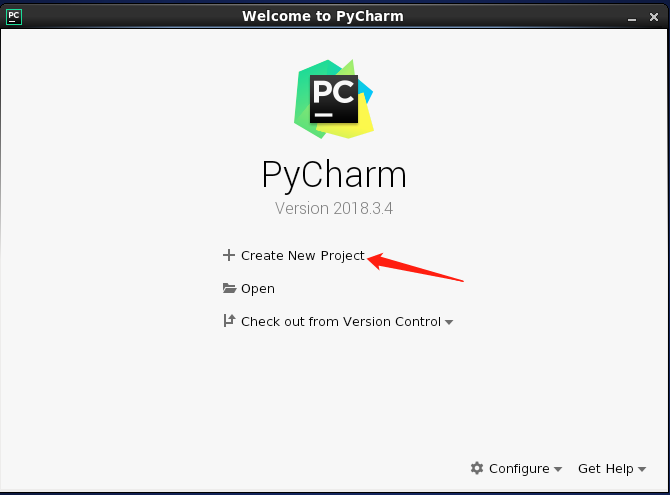 PC
Welcome to PyCharm
PC
PyCharm
Version 2018.3.4
Create New Project
Open
Check out from Version Control
Configure
Get Help